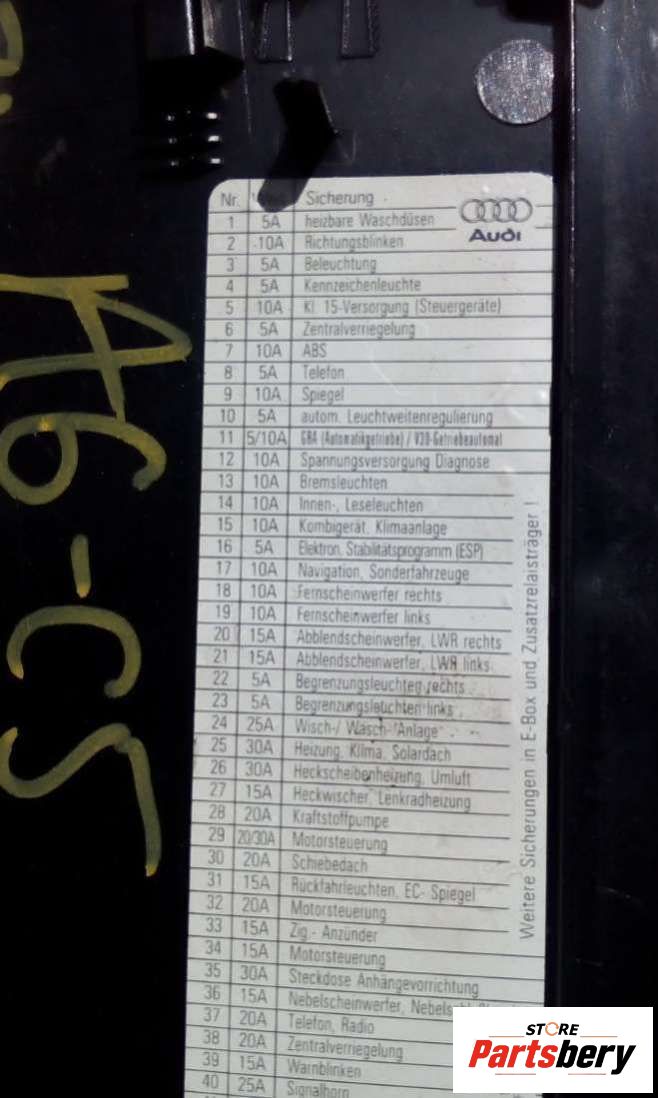 Nr. Sicherung
Audi
1 5A heizbare Waschdüsen
2 10A Richtungsblinken
3 5A Beleuchtung
4 5A Kennzeichenleuchte
5 10A Kl. 15-Versorgung (Steuergeräte)
6 5A Zentralverriegelung
7 10A ABS
8 5A Telefon
9 10A Spiegel
10 5A autom. Leuchtweitenregulierung
11 5/10A GRA (Automatikgetriebe) / V30-Getriebeautomat
12 10A Spannungsversorgung Diagnose
13 10A Bremsleuchten
14 10A Innen-, Leseleuchten
15 10A Kombigerät, Klimaanlage
16 5A Elektron. Stabilitätsprogramm (ESP)
17 10A Navigation, Sonderfahrzeuge
18 10A Fernscheinwerfer rechts
19 10A Fernscheinwerfer links
20 15A Abblendscheinwerfer, LWR rechts
21 15A Abblendscheinwerfer, LWR links
22 5A Begrenzungsleuchten rechts
23 5A Begrenzungsleuchten links
24 25A Wisch-/ Wasch- Anlage
25 30A Heizung, Klima, Solardach
26 30A Heckscheibenheizung, Umluft
27 15A Heckwischer, Lenkradheizung
28 20A Kraftstoffpumpe
29 20/30A Motorsteuerung
30 20A Schiebedach
31 15A Rückfahrleuchten, EC- Spiegel
32 20A Motorsteuerung
33 15A Zig.- Anzünder
34 15A Motorsteuerung
35 30A Steckdose Anhängevorrichtung
36 15A Nebelscheinwerfer,
37 20A Telefon, Radio
38 20A Zentralverriegelung
39 15A Warnblinken
40 25A Signalhorn
Weitere Sicherungen in E-Box und Zusatzrelaisträger !
A6-C5
STORE
Partsbery